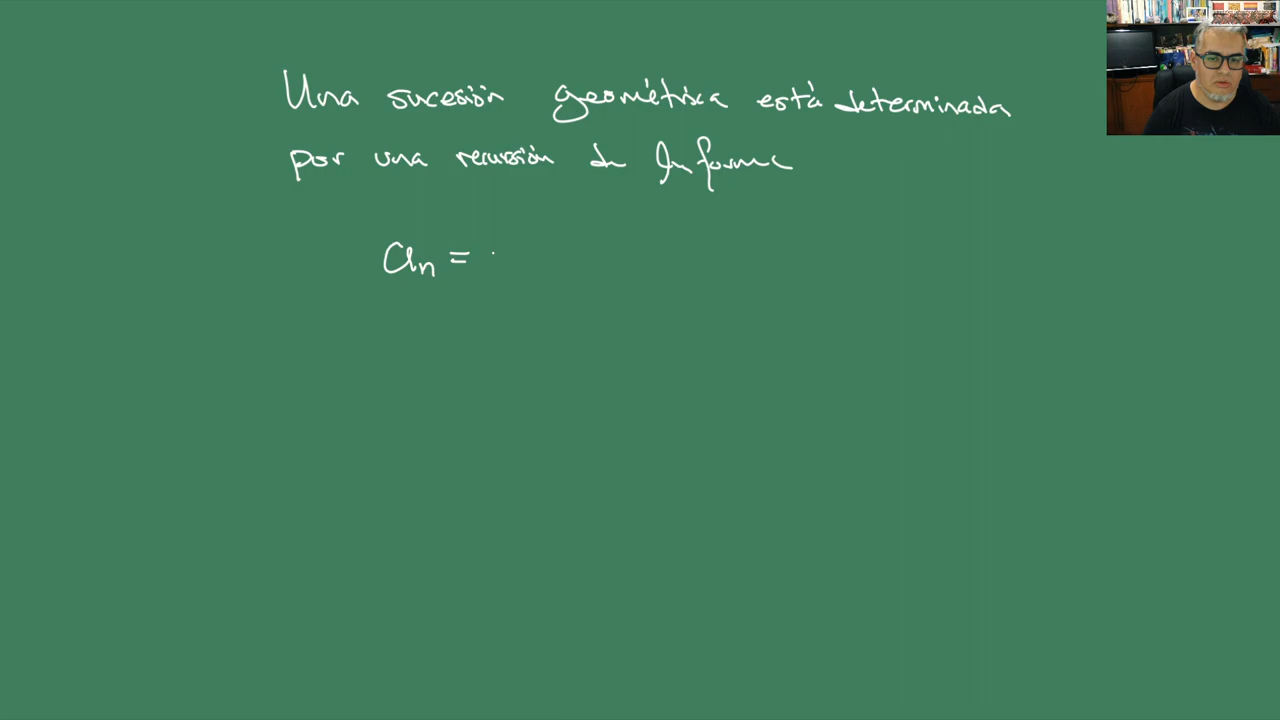 Una sucesión geométrica está determinada
por una recursión de la forma
aₙ =